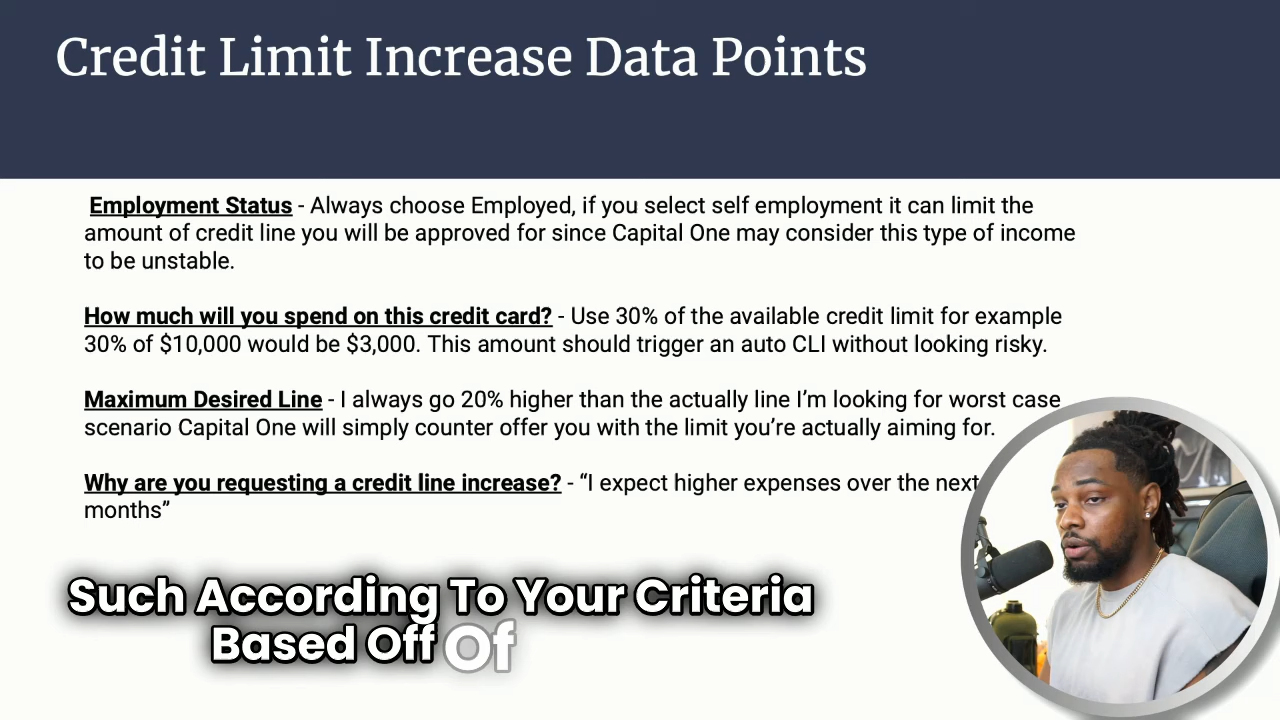 Credit Limit Increase Data Points
Employment Status - Always choose Employed, if you select self employment it can limit the
amount of credit line you will be approved for since Capital One may consider this type of income
to be unstable.
How much will you spend on this credit card? - Use 30% of the available credit limit for example
30% of $10,000 would be $3,000. This amount should trigger an auto CLI without looking risky.
Maximum Desired Line - I always go 20% higher than the actually line I’m looking for worst case
scenario Capital One will simply counter offer you with the limit you’re actually aiming for.
Why are you requesting a credit line increase? - “I expect higher expenses over the next
months”
Such According To Your Criteria
Based Off Of